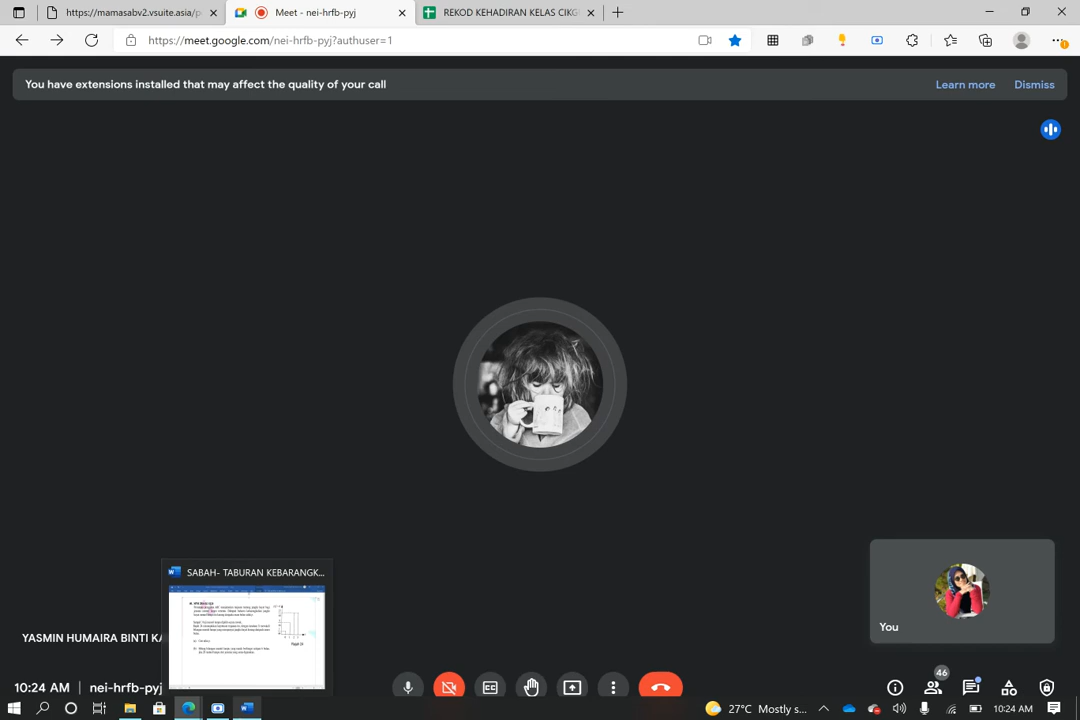 https://mamasabv2.vsuite.asia/p
Meet - nei-hrfb-pyj
REKOD KEHADIRAN KELAS CIKG
https://meet.google.com/nei-hrfb-pyj?authuser=1
You have extensions installed that may affect the quality of your call
Learn more
Dismiss
SABAH- TABURAN KEBARANGK...
You
YASMIN HUMAIRA BINTI KA
10:24 AM | nei-hrfb-pyj
46
27°C Mostly s...
10:24 AM